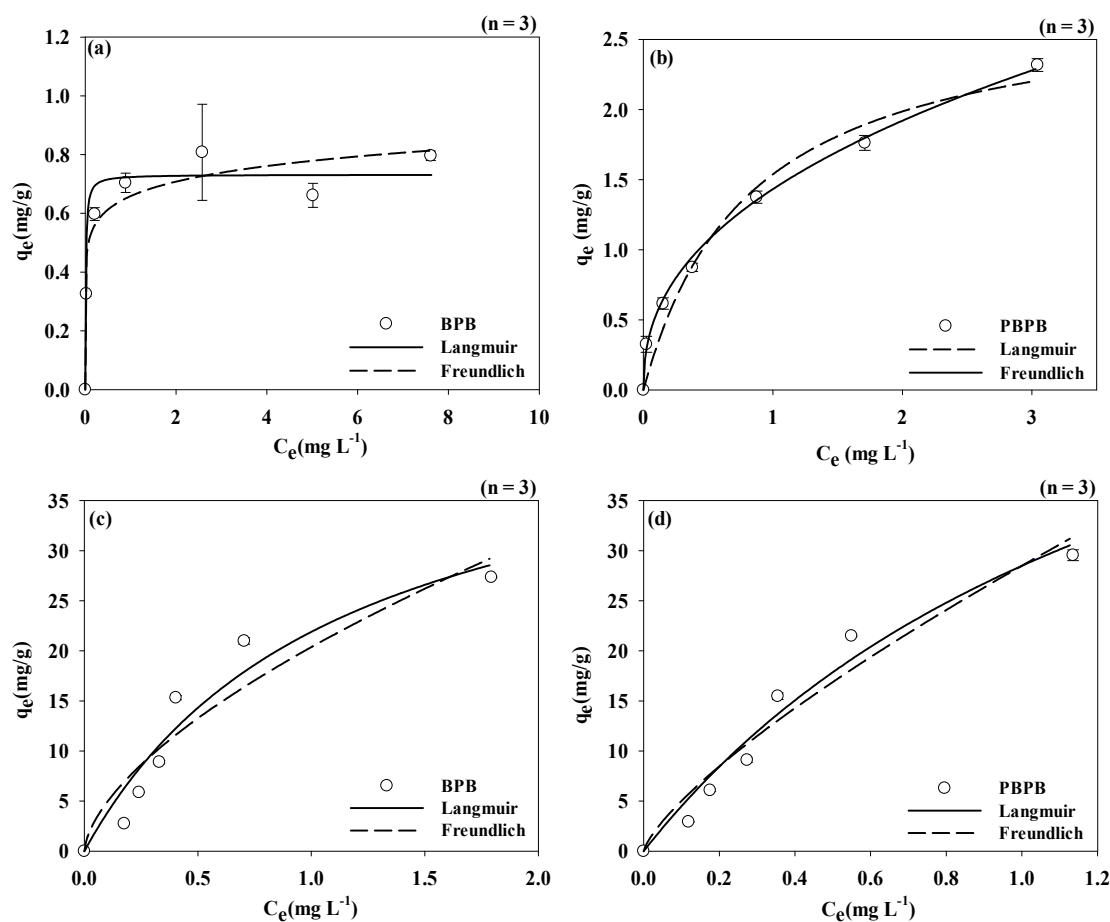 (n = 3)
(a)
1.2
1.0
0.8
0.6
0.4
0.2
0.0
qe(mg/g)
BPB
Langmuir
Freundlich
0
2
4
6
8
10
Ce(mg L-1)
(n = 3)
(b)
2.5
2.0
1.5
1.0
0.5
0.0
qe (mg/g)
PBPB
Langmuir
Freundlich
0
1
2
3
Ce (mg L-1)
(n = 3)
(c)
35
30
25
20
15
10
5
0
qe(mg/g)
BPB
Langmuir
Freundlich
0.0
0.5
1.0
1.5
2.0
Ce(mg L-1)
(n = 3)
(d)
35
30
25
20
15
10
5
0
qe(mg/g)
PBPB
Langmuir
Freundlich
0.0
0.2
0.4
0.6
0.8
1.0
1.2
Ce(mg L-1)